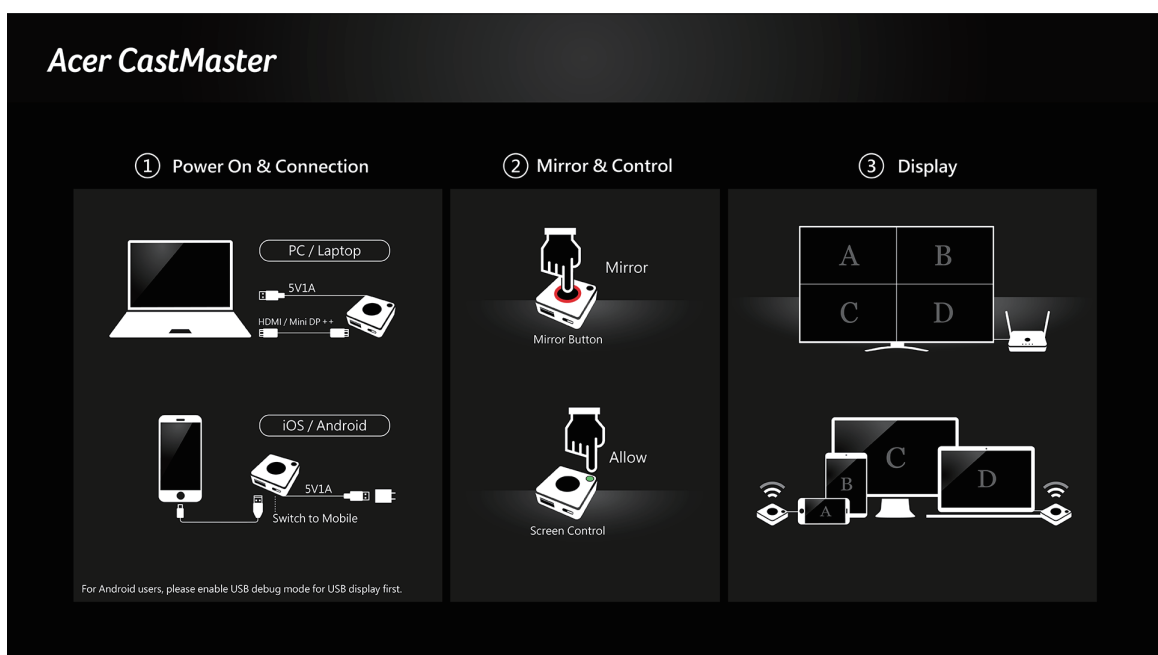 Acer CastMaster
1 Power On & Connection
PC / Laptop
5V1A
HDMI / Mini DP ++
iOS / Android
5V1A
Switch to Mobile
For Android users, please enable USB debug mode for USB display first.
2 Mirror & Control
Mirror
Mirror Button
Allow
Screen Control
3 Display
A B
C D
A
B
C
D